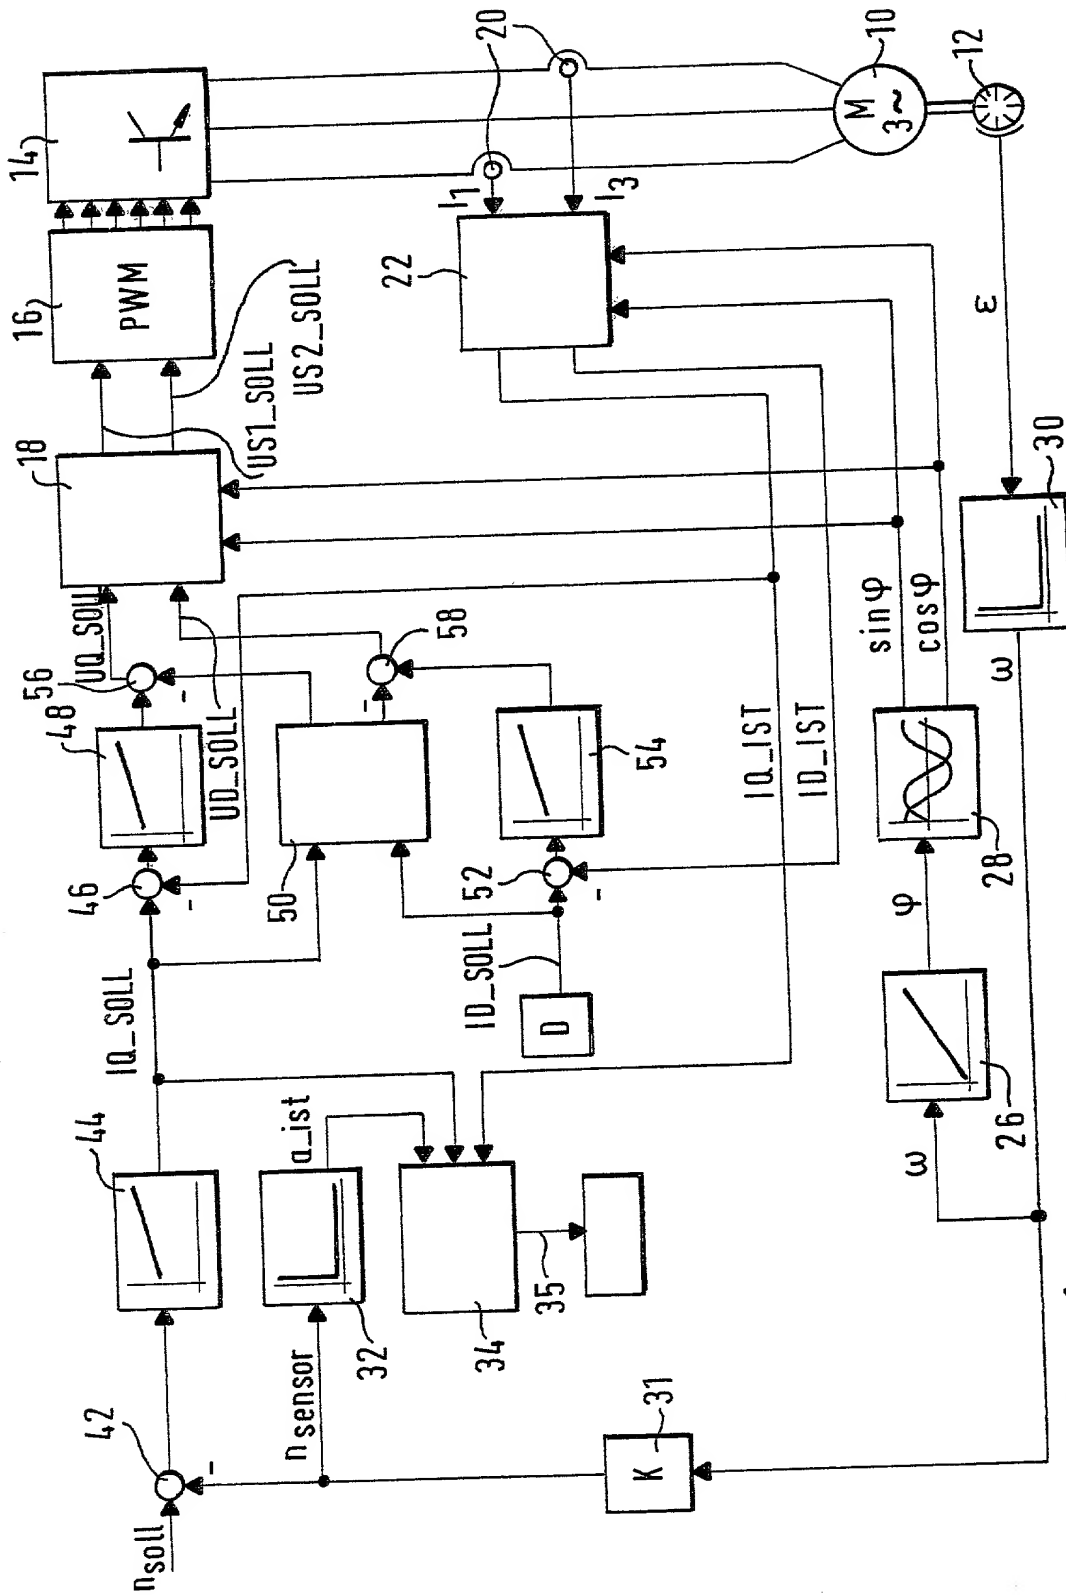 14
16
PWM
18
US1_SOLL
US2_SOLL
20
I1
I3
22
M
3~
10
12
ε
30
ω
UQ_SOLL
56
-
48
UD_SOLL
58
-
54
50
46
-
52
-
ID_SOLL
D
IQ_IST
ID_IST
sinφ
cosφ
28
φ
26
ω
IQ_SOLL
44
a_ist
32
34
35
n sensor
42
-
n soll
K
31